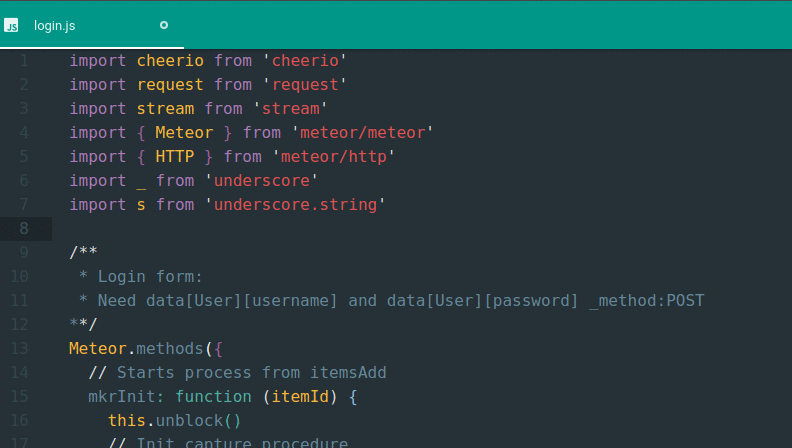 JS login.js
1 import cheerio from 'cheerio'
2 import request from 'request'
3 import stream from 'stream'
4 import { Meteor } from 'meteor/meteor'
5 import { HTTP } from 'meteor/http'
6 import _ from 'underscore'
7 import s from 'underscore.string'
8
9 /**
10 * Login form:
11 * Need data[User][username] and data[User][password] _method:POST
12 **/
13 Meteor.methods({
14 // Starts process from itemsAdd
15 mkrInit: function (itemId) {
16 this.unblock()
17 // Init capture procedure